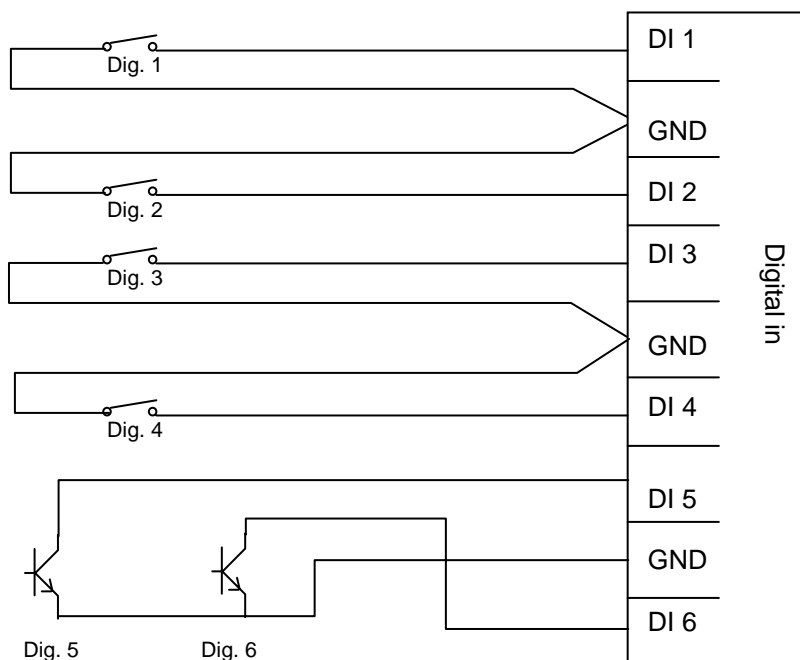 DI 1
Dig. 1
GND
DI 2
Dig. 2
DI 3
Dig. 3
Digital in
GND
DI 4
Dig. 4
DI 5
GND
DI 6
Dig. 5
Dig. 6